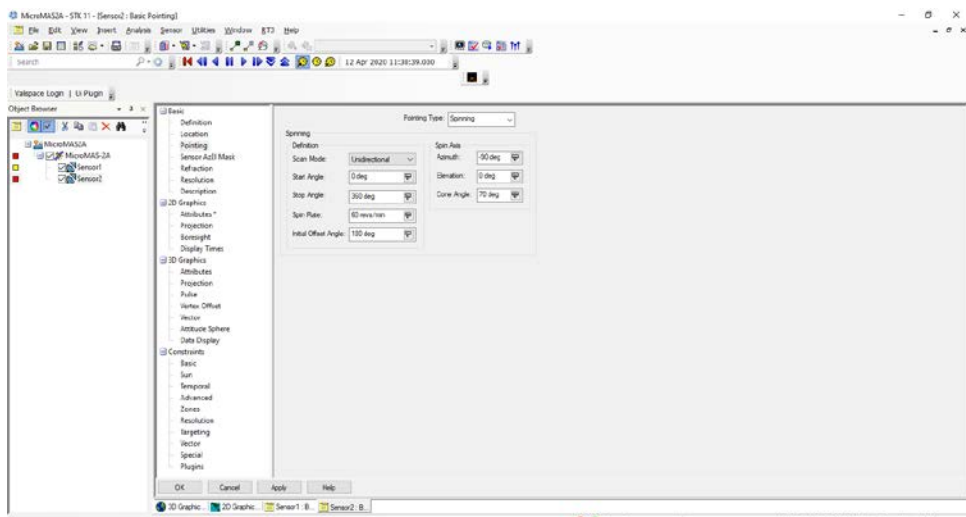 MicroMAS2A - STK 11 - [Sensor2 : Basic Pointing]
File Edit View Insert Analysis Sensor Utilities Window RT3 Help
Search
12 Apr 2020 11:38:39.000
Valespace Login | UI Plugin
Object Browser
MicroMAS2A
MicroMAS-2A
Sensor1
Sensor2
Basic
Definition
Location
Pointing
Sensor AzEl Mask
Refraction
Resolution
Description
2D Graphics
Attributes *
Projection
Boresight
Display Times
3D Graphics
Attributes
Projection
Pulse
Vertex Offset
Vector
Attitude Sphere
Data Display
Constraints
Basic
Sun
Temporal
Advanced
Zones
Resolution
Targeting
Vector
Special
Plugins
Pointing Type: Spinning
Spinning
Definition
Scan Mode: Unidirectional
Start Angle: 0 deg
Stop Angle: 360 deg
Spin Rate: 60 revs/min
Initial Offset Angle: 180 deg
Spin Axis
Azimuth: -90 deg
Elevation: 0 deg
Cone Angle: 70 deg
OK Cancel Apply Help
3D Graphic... 2D Graphic... Sensor1 : B... Sensor2 : B...